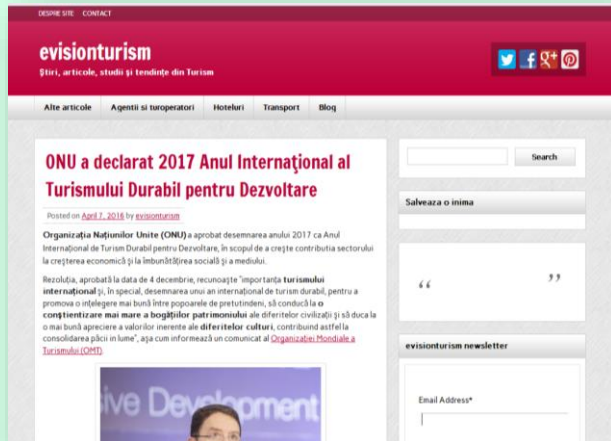 DESPRE SITE CONTACT
evisionturism
Știri, articole, studii și tendințe din Turism
Alte articole Agentii si turoperatori Hoteluri Transport Blog
ONU a declarat 2017 Anul Internaţional al
Turismului Durabil pentru Dezvoltare
Posted on April 7, 2016 by evisionturism
Organizația Națiunilor Unite (ONU) a aprobat desemnarea anului 2017 ca Anul
Internațional de Turism Durabil pentru Dezvoltare, în scopul de a crește contributia sectorului
la creșterea economică și la îmbunătățirea socială și a mediului.
Rezoluția, aprobată la data de 4 decembrie, recunoaște "importanța turismului
internațional și, în special, desemnarea unui an internațional de turism durabil, pentru a
promova o ințelegere mai bună între popoarele de pretutindeni, să conducă la o
conștientizare mai mare a bogățiilor patrimoniului ale diferitelor civilizații și să duca la
o mai bună apreciere a valorilor inerente ale diferitelor culturi, contribuind astfel la
consolidarea păcii in lume", așa cum informează un comunicat al Organizatiei Mondiale a
Turismului (OMT).
sive Development
Search
Salveaza o inima
“ ”
evisionturism newsletter
Email Address*